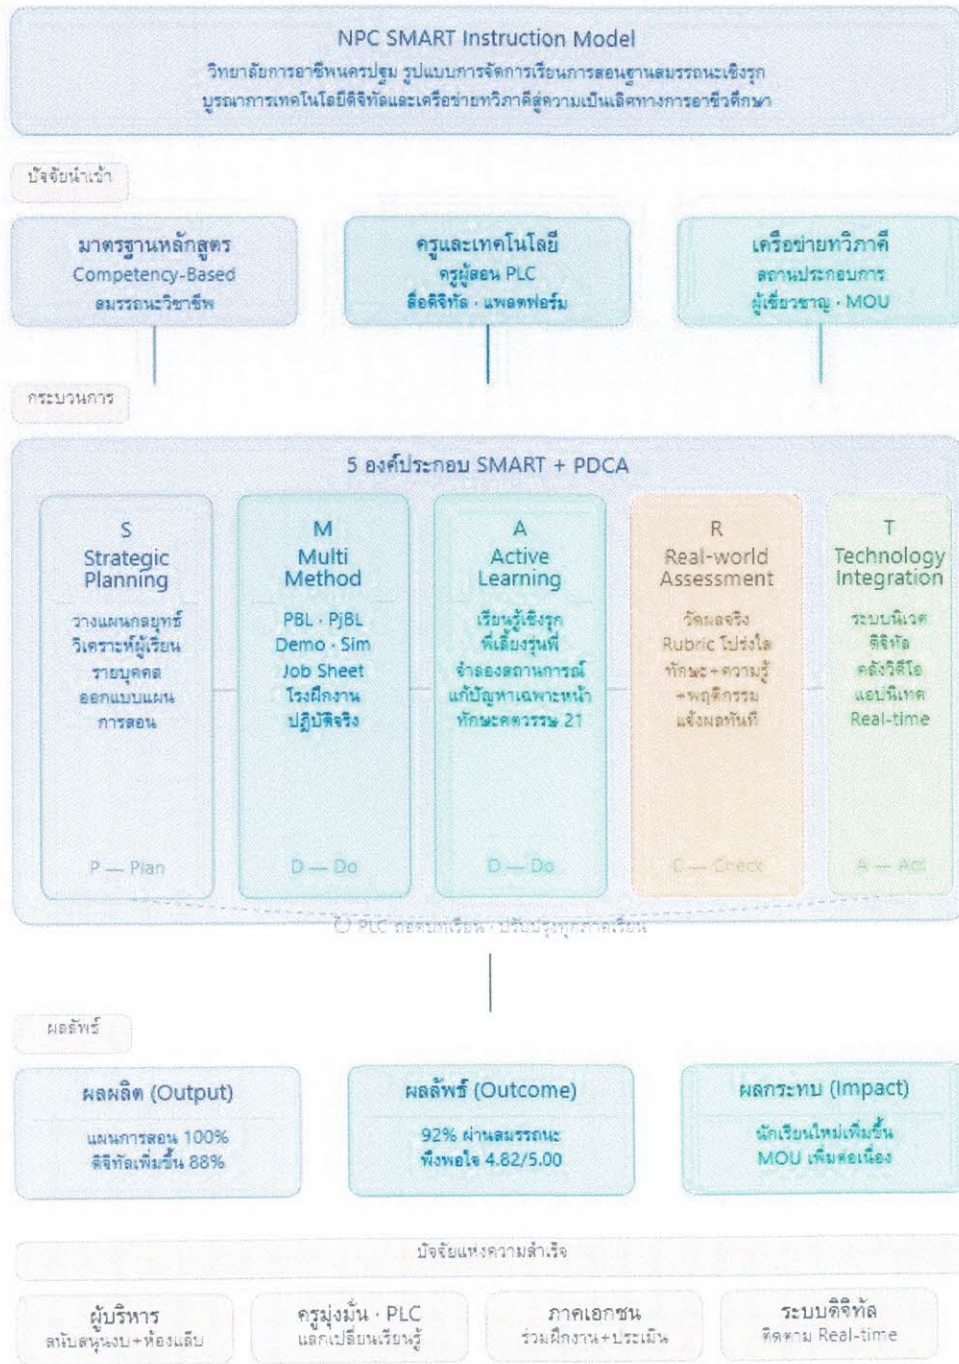 NPC SMART Instruction Model
วิทยาลัยการอาชีพนครปฐม รูปแบบการจัดการเรียนการสอนฐานสมรรถนะเชิงรุก
บูรณาการเทคโนโลยีดิจิทัลและเครือข่ายทวิภาคีสู่ความเป็นเลิศทางการอาชีวศึกษา
ปัจจัยนำเข้า
มาตรฐานหลักสูตร
Competency-Based
สมรรถนะวิชาชีพ
ครูและเทคโนโลยี
ครูผู้สอน PLC
สื่อดิจิทัล · แพลตฟอร์ม
เครือข่ายทวิภาคี
สถานประกอบการ
ผู้เชี่ยวชาญ · MOU
กระบวนการ
5 องค์ประกอบ SMART + PDCA
S
Strategic
Planning
วางแผนกลยุทธ์
วิเคราะห์ผู้เรียน
รายบุคคล
ออกแบบแผน
การสอน
P — Plan
M
Multi
Method
PBL · PjBL
Demo · Sim
Job Sheet
โรงฝึกงาน
ปฏิบัติจริง
D — Do
A
Active
Learning
เรียนรู้เชิงรุก
พี่เลี้ยงรุ่นพี่
จำลองสถานการณ์
แก้ปัญหาเฉพาะหน้า
ทักษะศตวรรษ 21
D — Do
R
Real-world
Assessment
วัดผลจริง
Rubric โปร่งใส
ทักษะ+ความรู้
+พฤติกรรม
แจ้งผลทันที
C — Check
T
Technology
Integration
ระบบนิเวศ
ดิจิทัล
คลังวิดีโอ
แอปนิเทศ
Real-time
A — Act
↻ PLC ถอดบทเรียน · ปรับปรุงทุกภาคเรียน
ผลลัพธ์
ผลผลิต (Output)
แผนการสอน 100%
ดิจิทัลเพิ่มขึ้น 88%
ผลลัพธ์ (Outcome)
92% ผ่านสมรรถนะ
พึงพอใจ 4.82/5.00
ผลกระทบ (Impact)
นักเรียนใหม่เพิ่มขึ้น
MOU เพิ่มต่อเนื่อง
ปัจจัยแห่งความสำเร็จ
ผู้บริหาร
สนับสนุนงบ+ห้องแล็บ
ครูมุ่งมั่น · PLC
แลกเปลี่ยนเรียนรู้
ภาคเอกชน
ร่วมฝึกงาน+ประเมิน
ระบบดิจิทัล
ติดตาม Real-time